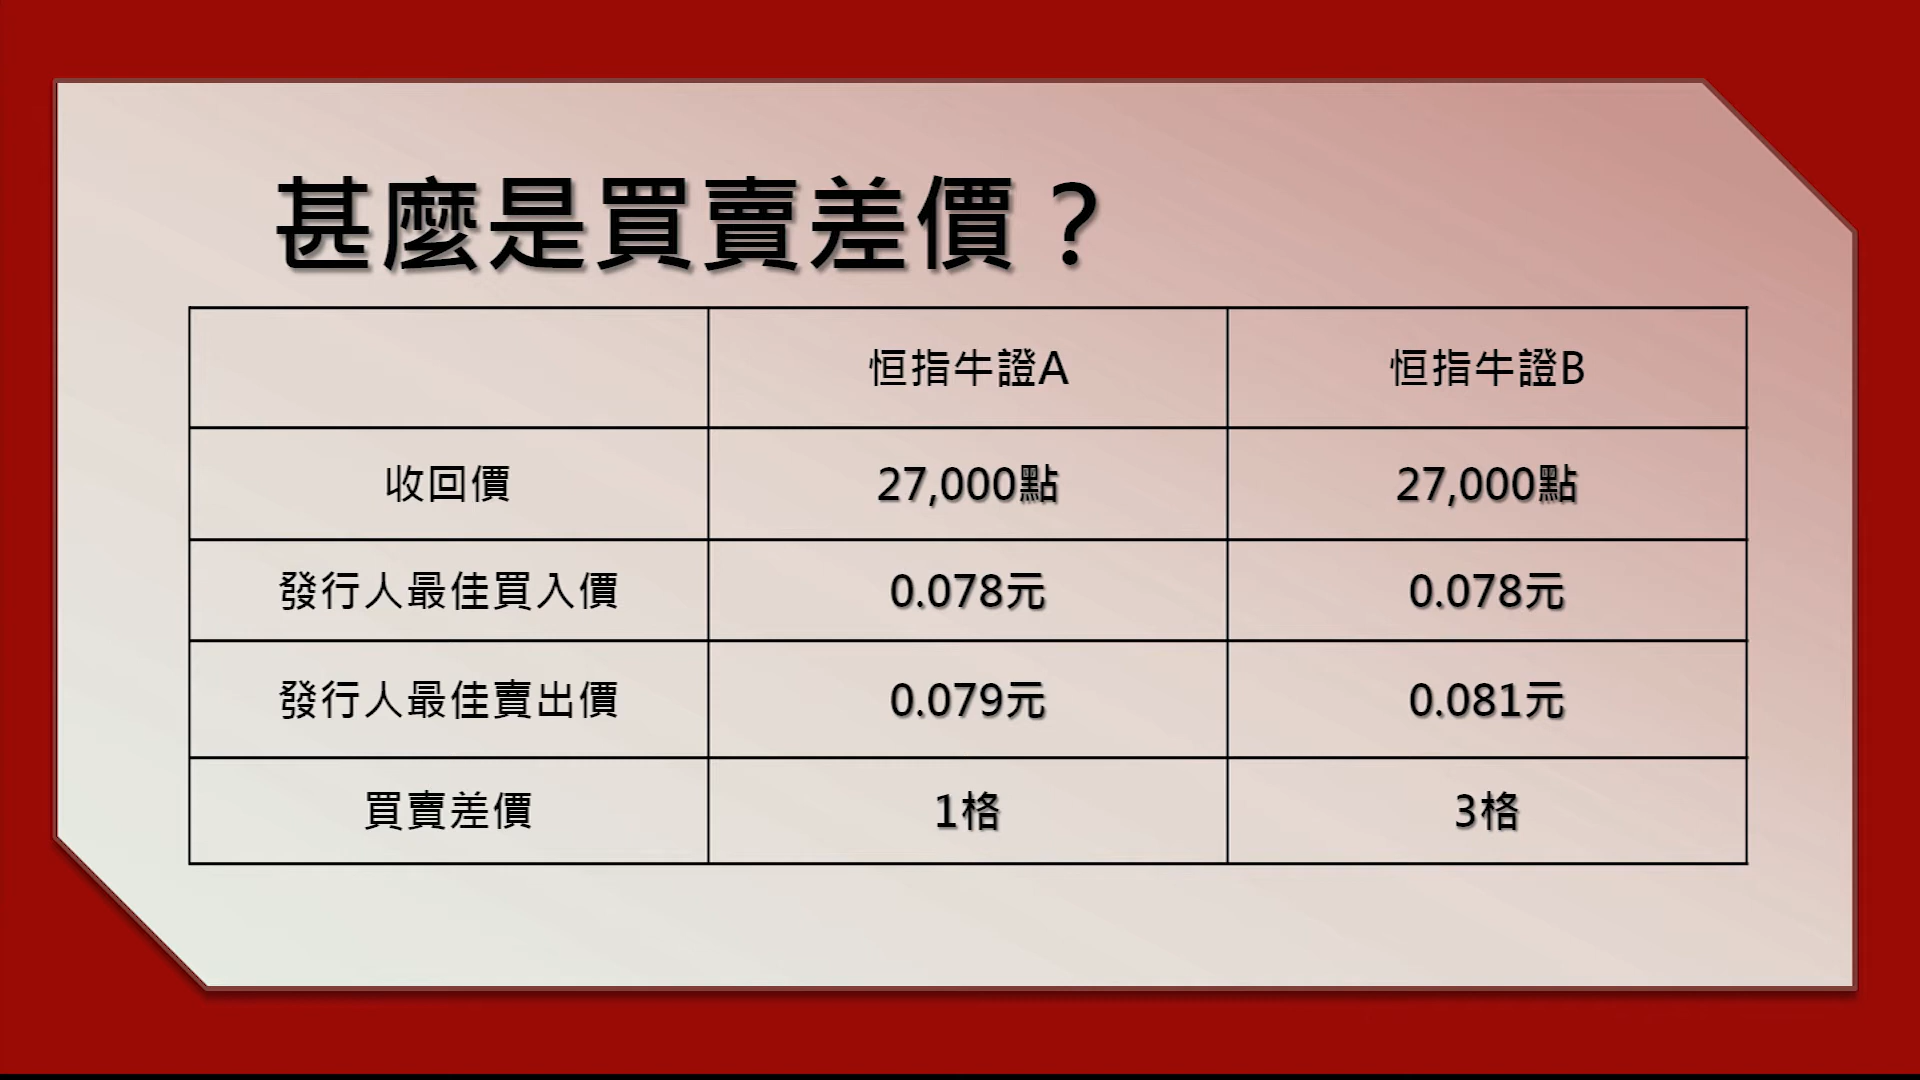 甚麼是買賣差價？
恒指牛證A 恒指牛證B
收回價 27,000點 27,000點
發行人最佳買入價 0.078元 0.078元
發行人最佳賣出價 0.079元 0.081元
買賣差價 1格 3格